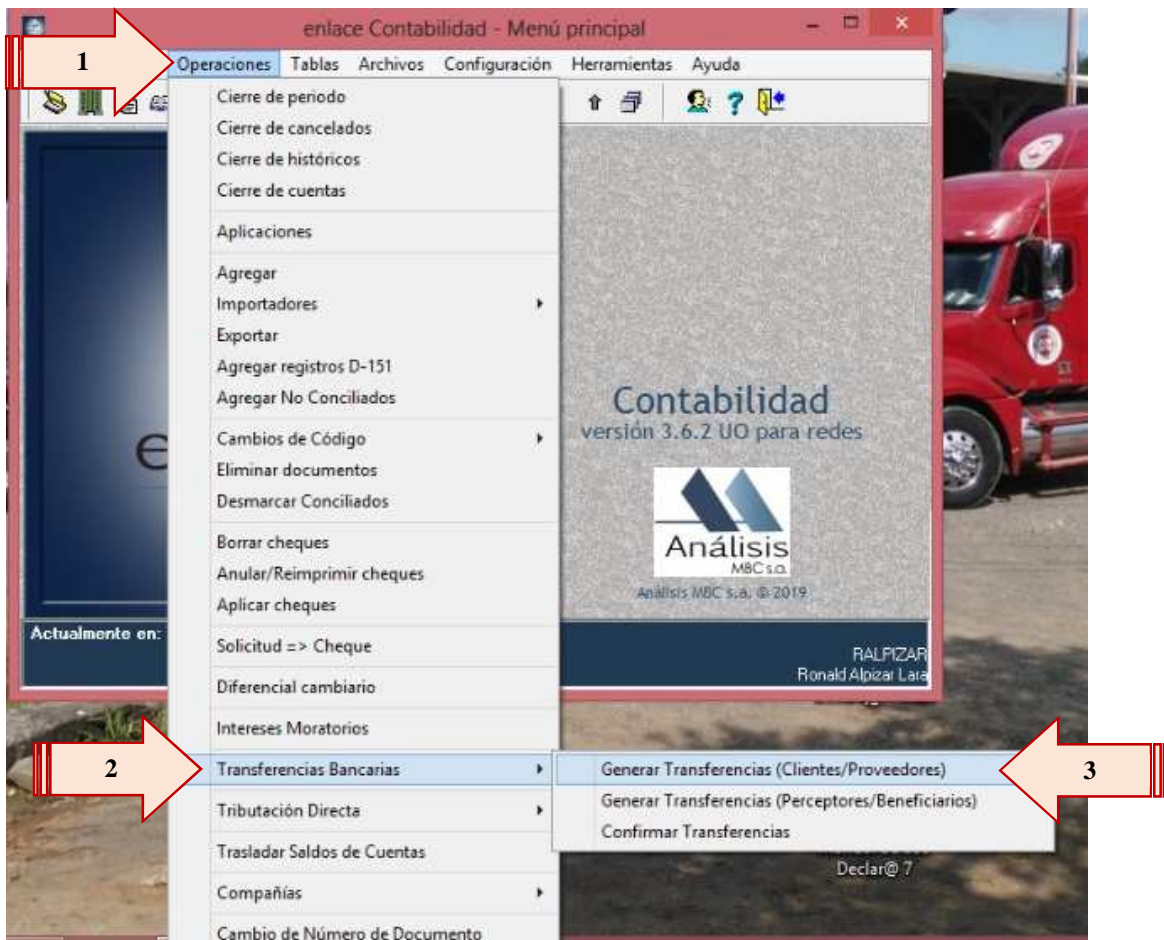 enlace Contabilidad - Menú principal
1
Operaciones Tablas Archivos Configuración Herramientas Ayuda
Cierre de periodo
Cierre de cancelados
Cierre de históricos
Cierre de cuentas
Aplicaciones
Agregar
Importadores
Exportar
Agregar registros D-151
Agregar No Conciliados
Cambios de Código
Eliminar documentos
Desmarcar Conciliados
Borrar cheques
Anular/Reimprimir cheques
Aplicar cheques
Solicitud => Cheque
Diferencial cambiario
Intereses Moratorios
2
Transferencias Bancarias
Tributación Directa
Trasladar Saldos de Cuentas
Compañías
Cambio de Número de Documento
e
Contabilidad
versión 3.6.2 UO para redes
Análisis
MBC s.a.
Análisis MBC s.a. © 2019
Actualmente en:
RALPIZAR
Ronald Alpizar Lara
Generar Transferencias (Clientes/Proveedores)
3
Generar Transferencias (Perceptores/Beneficiarios)
Confirmar Transferencias
Declar@ 7